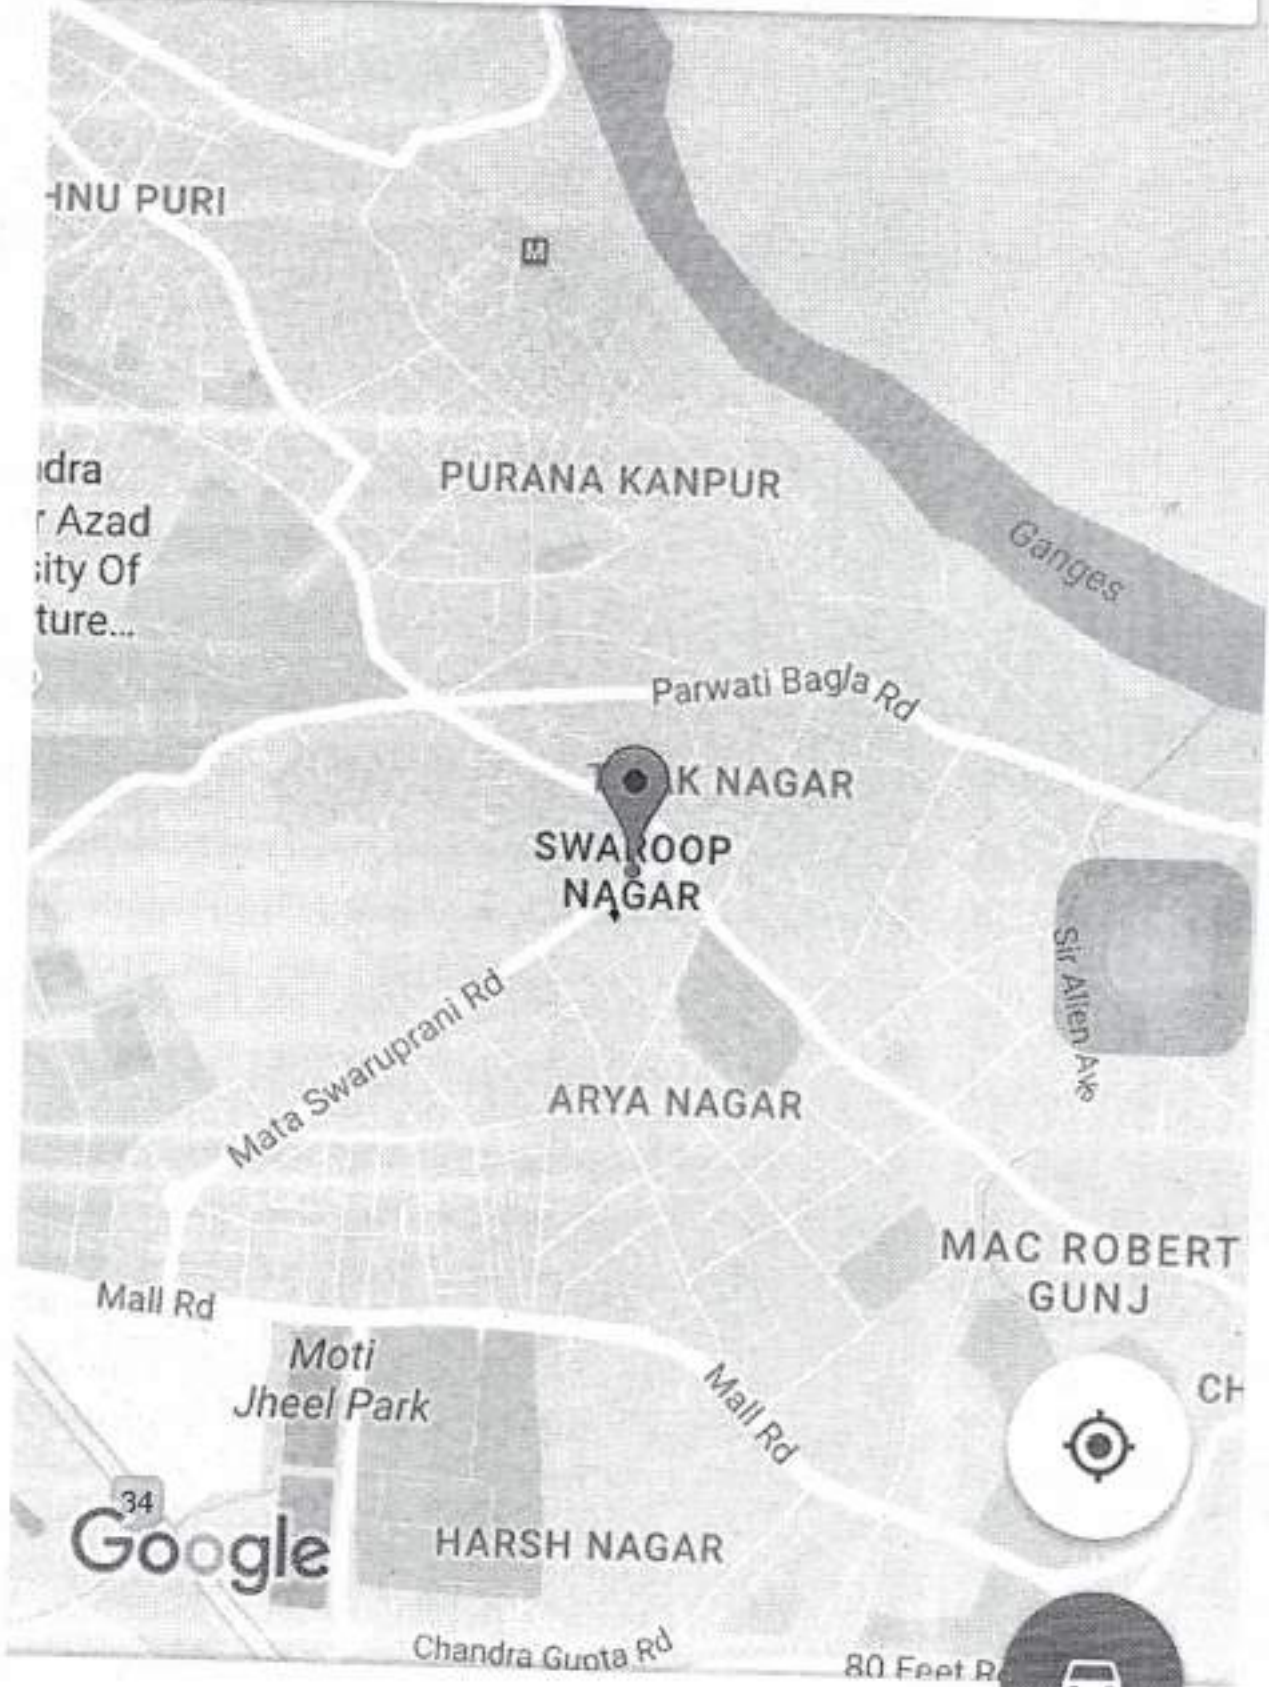 HNU PURI
M
PURANA KANPUR
dra
r Azad
sity Of
ture...
Ganges
Parwati Bagla Rd
NAGAR
SWAROOP
NAGAR
Sir Allen Ave
Mata Swaruprani Rd
ARYA NAGAR
MAC ROBERT
GUNJ
Mall Rd
Moti
Jheel Park
CH
Mall Rd
34
Google
HARSH NAGAR
Chandra Gupta Rd
80 Feet R